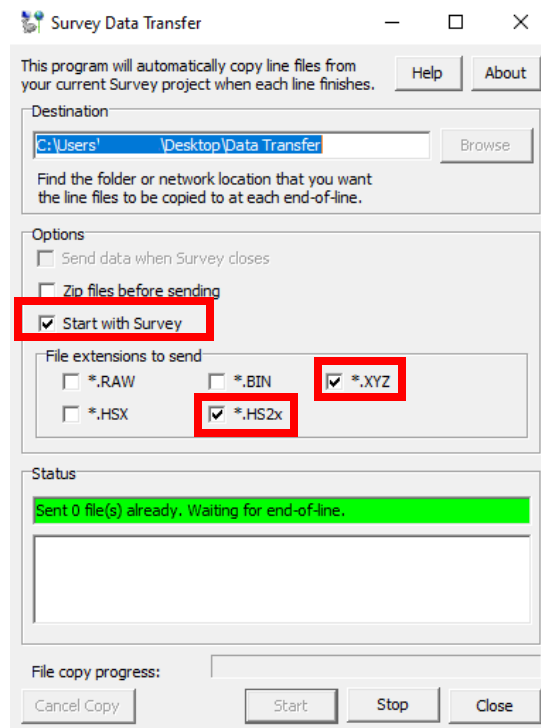 Survey Data Transfer
This program will automatically copy line files from
your current Survey project when each line finishes.
Help
About
Destination
C:\Users' \Desktop\Data Transfer
Browse
Find the folder or network location that you want
the line files to be copied to at each end-of-line.
Options
Send data when Survey closes
Zip files before sending
Start with Survey
File extensions to send
*.RAW *.BIN *.XYZ
*.HSX *.HS2x
Status
Sent 0 file(s) already. Waiting for end-of-line.
File copy progress:
Cancel Copy Start Stop Close